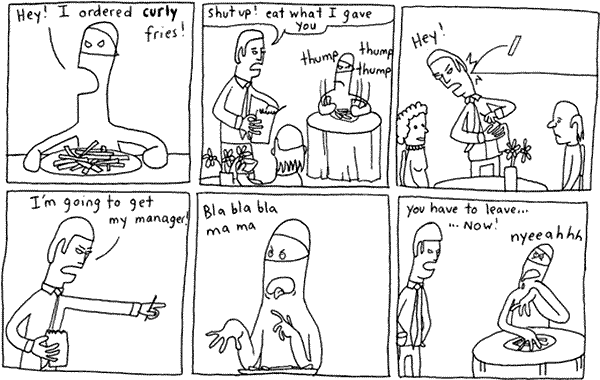 Hey! I ordered curly
fries!
Shut up! eat what I gave
you
thump
thump
thump
Hey!
I'm going to get
my manager!
Bla bla bla
ma ma
you have to leave...
... NOW!
nyeeahhh